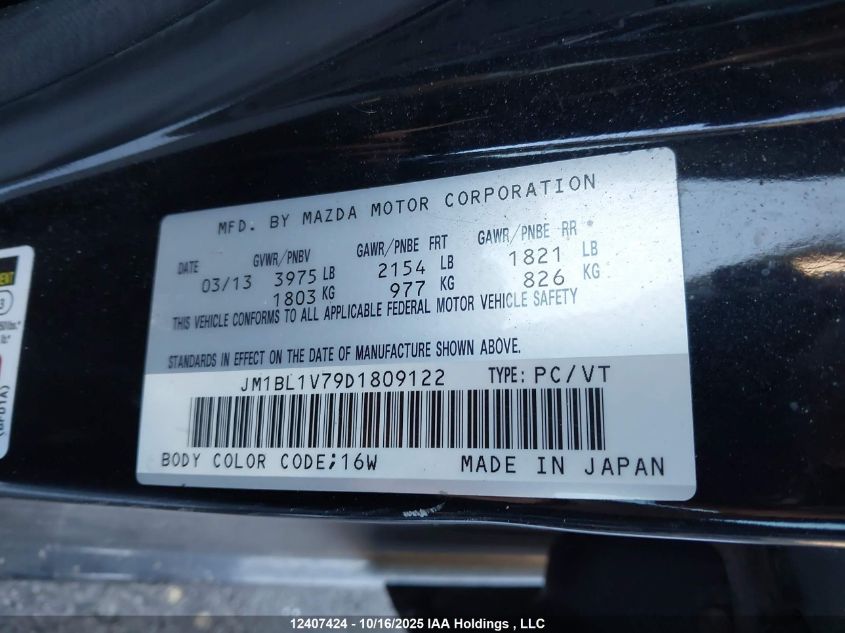 MFD. BY MAZDA MOTOR CORPORATION
DATE GVWR/PNBV GAWR/PNBE FRT GAWR/PNBE RR
03/13 3975 LB 2154 LB 1821 LB
1803 KG 977 KG 826 KG
THIS VEHICLE CONFORMS TO ALL APPLICABLE FEDERAL MOTOR VEHICLE SAFETY
STANDARDS IN EFFECT ON THE DATE OF MANUFACTURE SHOWN ABOVE.
JM1BL1V79D1809122 TYPE: PC/VT
BODY COLOR CODE;16W MADE IN JAPAN
(BFD1A)
12407424 - 10/16/2025 IAA Holdings , LLC